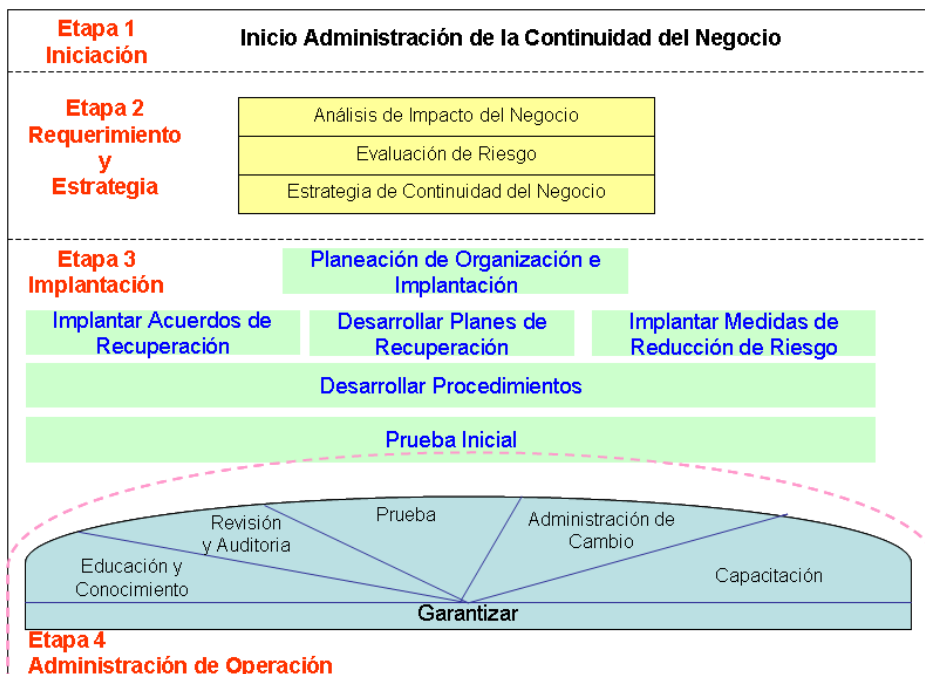 Etapa 1
Iniciación
Inicio Administración de la Continuidad del Negocio
Etapa 2
Requerimiento
y
Estrategia
Análisis de Impacto del Negocio
Evaluación de Riesgo
Estrategia de Continuidad del Negocio
Etapa 3
Implantación
Planeación de Organización e
Implantación
Implantar Acuerdos de
Recuperación
Desarrollar Planes de
Recuperación
Implantar Medidas de
Reducción de Riesgo
Desarrollar Procedimientos
Prueba Inicial
Educación y
Conocimiento
Revisión
y Auditoria
Prueba
Administración de
Cambio
Capacitación
Garantizar
Etapa 4
Administración de Operación